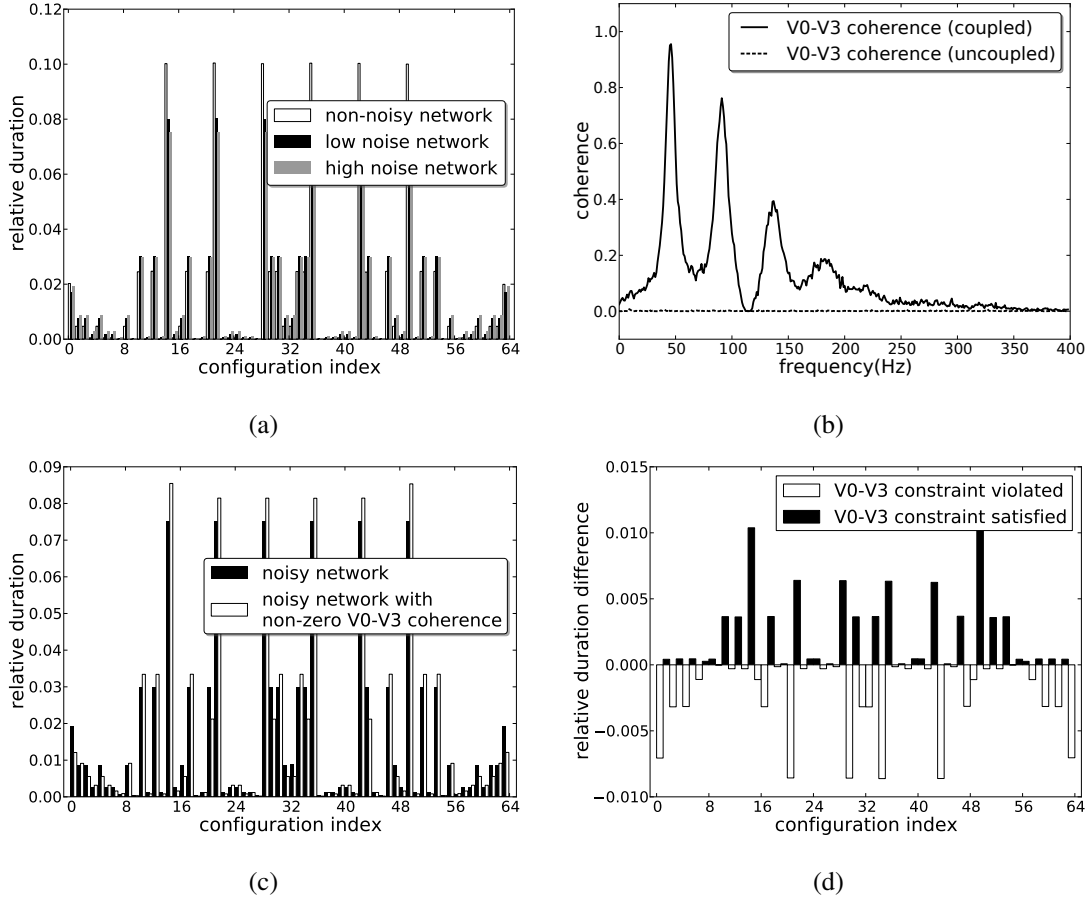 0.12
0.10
0.08
0.06
0.04
0.02
0.00
relative duration
non-noisy network
low noise network
high noise network
0 8 16 24 32 40 48 56 64
configuration index
(a)
1.0
0.8
0.6
0.4
0.2
0.0
coherence
V0-V3 coherence (coupled)
V0-V3 coherence (uncoupled)
0 50 100 150 200 250 300 350 400
frequency(Hz)
(b)
0.09
0.08
0.07
0.06
0.05
0.04
0.03
0.02
0.01
0.00
relative duration
noisy network
noisy network with
non-zero V0-V3 coherence
0 8 16 24 32 40 48 56 64
configuration index
(c)
0.015
0.010
0.005
0.000
−0.005
−0.010
relative duration difference
V0-V3 constraint violated
V0-V3 constraint satisfied
0 8 16 24 32 40 48 56 64
configuration index
(d)